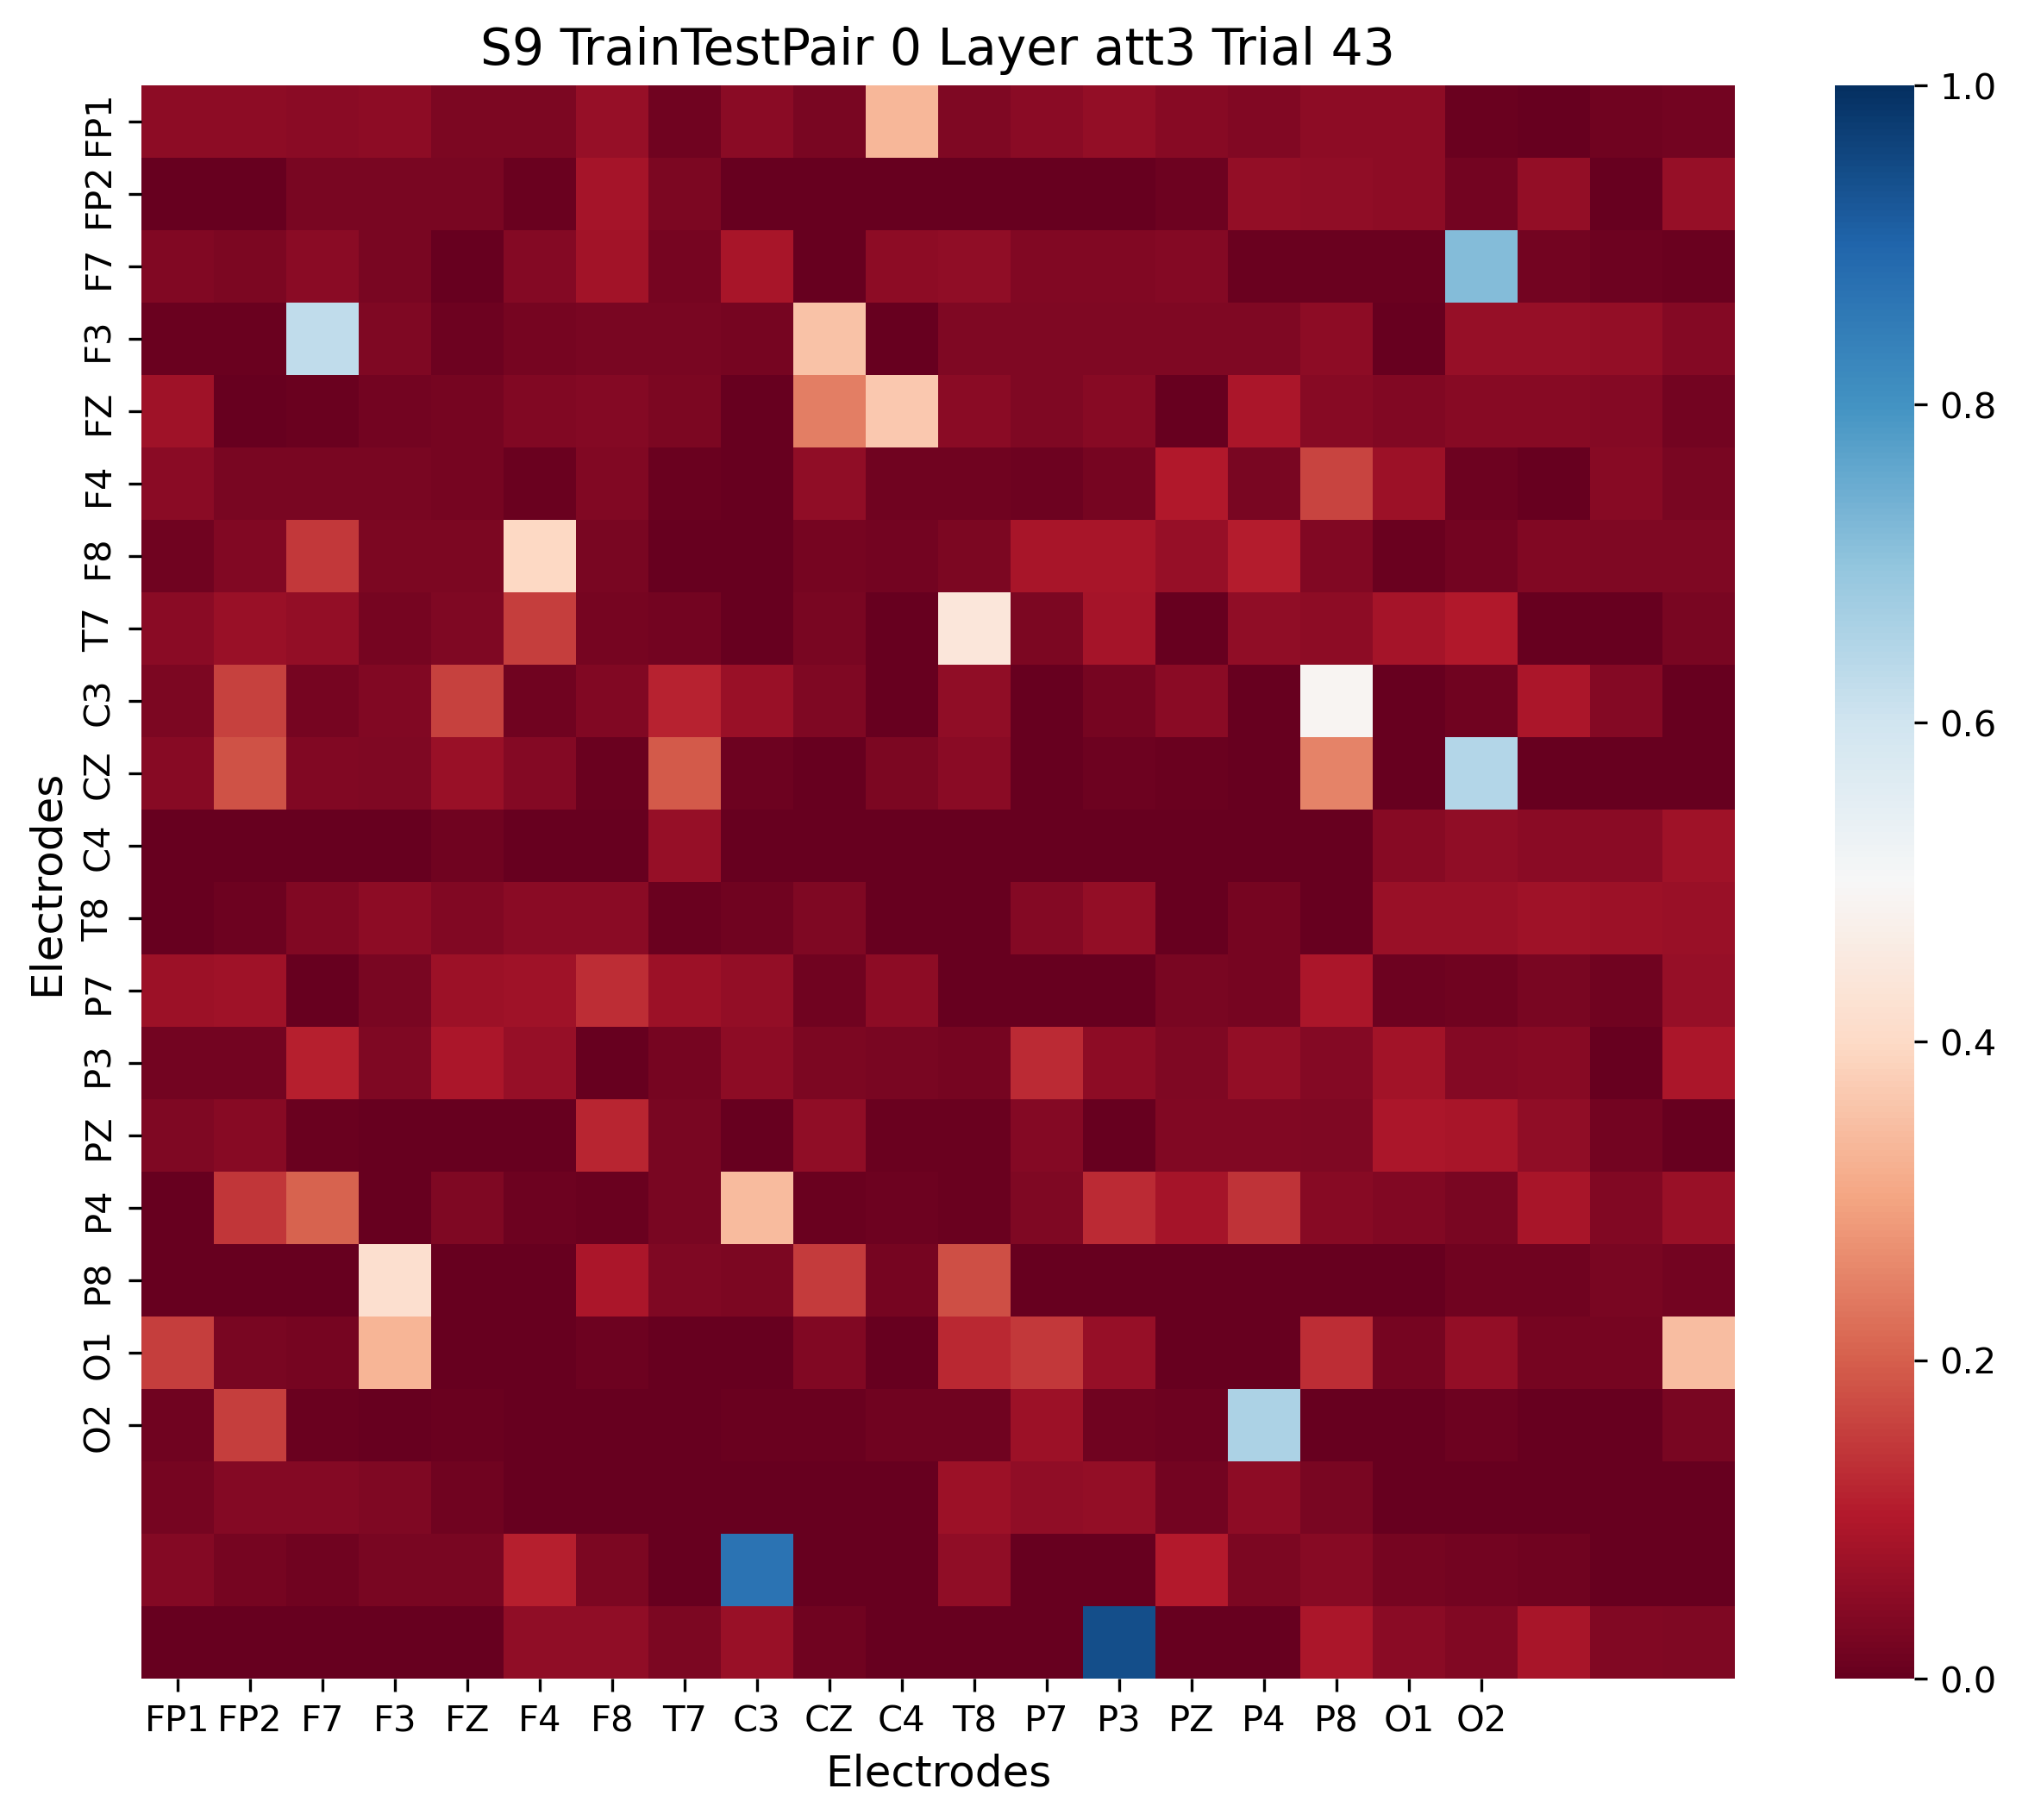 S9 TrainTestPair 0 Layer att3 Trial 43
Electrodes
FP1
FP2
F7
F3
FZ
F4
F8
T7
C3
CZ
C4
T8
P7
P3
PZ
P4
P8
O1
O2
FP1 FP2 F7 F3 FZ F4 F8 T7 C3 CZ C4 T8 P7 P3 PZ P4 P8 O1 O2
Electrodes
1.0
0.8
0.6
0.4
0.2
0.0